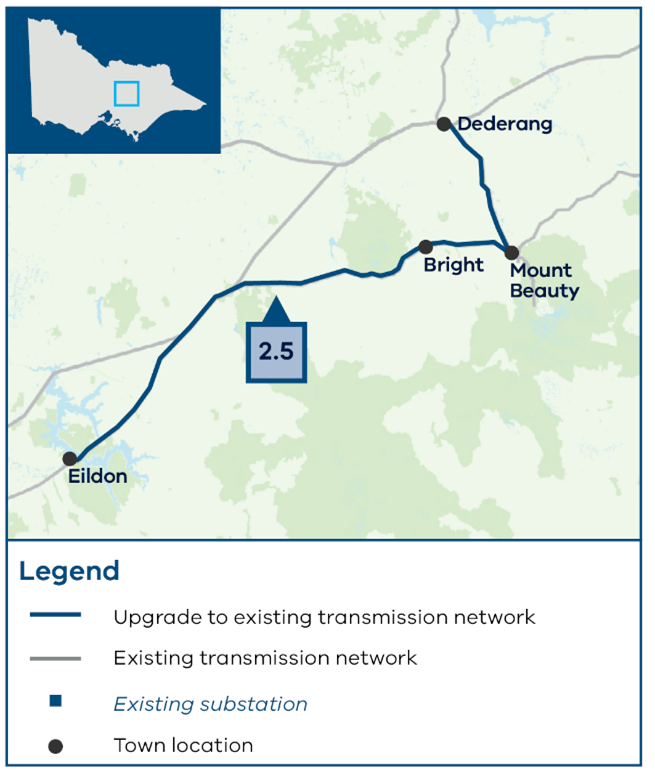 Dederang
Bright
Mount
Beauty
2.5
Eildon
Legend
Upgrade to existing transmission network
Existing transmission network
Existing substation
Town location